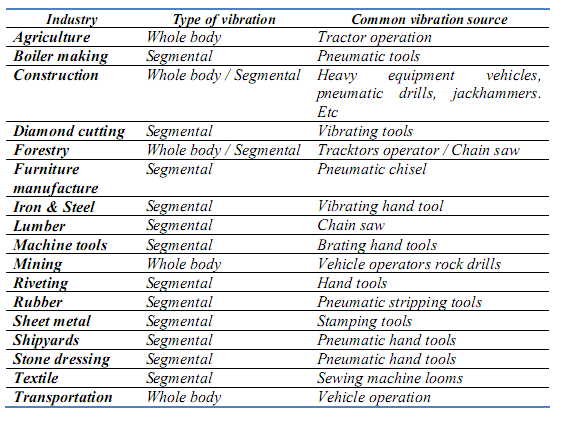 Industry Type of vibration Common vibration source
Agriculture Whole body Tractor operation
Boiler making Segmental Pneumatic tools
Construction Whole body / Segmental Heavy equipment vehicles,
pneumatic drills, jackhammers.
Etc
Diamond cutting Segmental Vibrating tools
Forestry Whole body / Segmental Tracktors operator / Chain saw
Furniture Segmental Pneumatic chisel
manufacture
Iron & Steel Segmental Vibrating hand tool
Lumber Segmental Chain saw
Machine tools Segmental Brating hand tools
Mining Whole body Vehicle operators rock drills
Riveting Segmental Hand tools
Rubber Segmental Pneumatic stripping tools
Sheet metal Segmental Stamping tools
Shipyards Segmental Pneumatic hand tools
Stone dressing Segmental Pneumatic hand tools
Textile Segmental Sewing machine looms
Transportation Whole body Vehicle operation